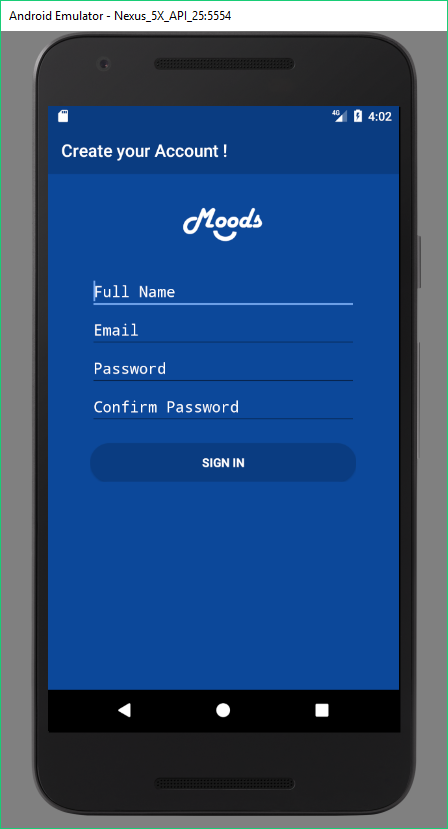 Android Emulator - Nexus_5X_API_25:5554
4G 4:02
Create your Account !
Moods
Full Name
Email
Password
Confirm Password
SIGN IN